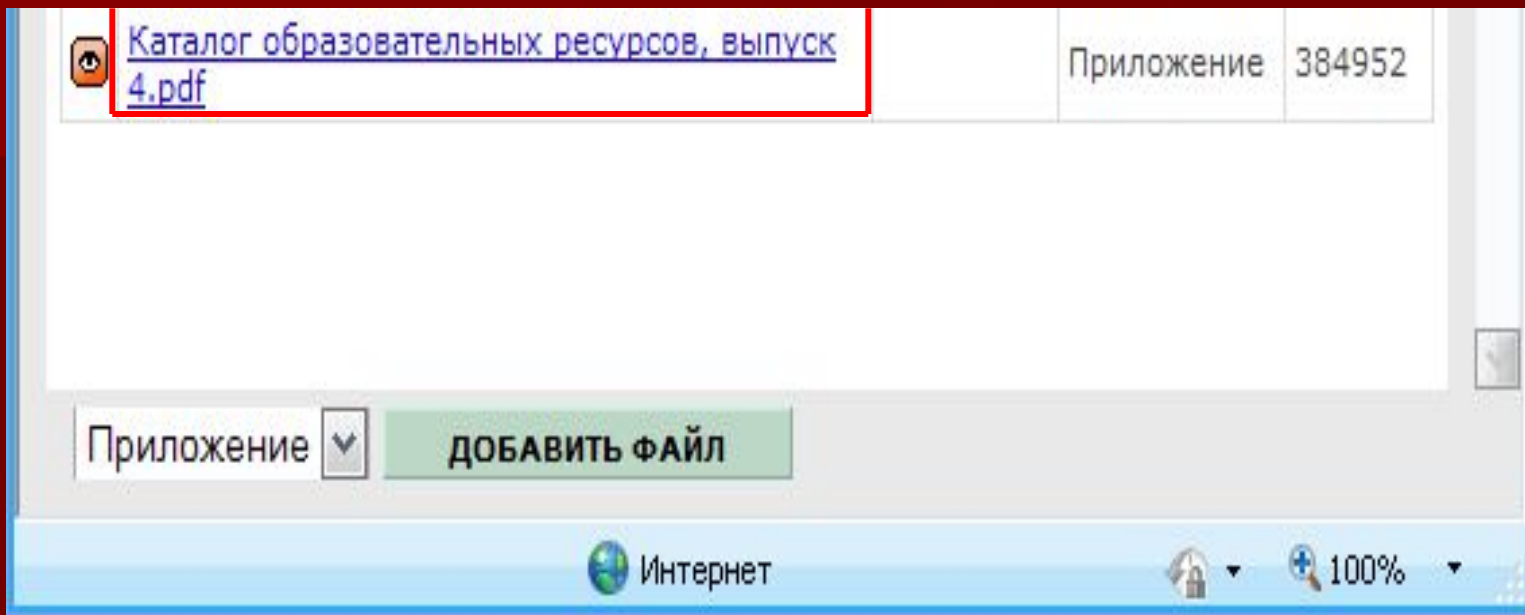 Каталог образовательных ресурсов, выпуск
4.pdf
Приложение 384952
Приложение ДОБАВИТЬ ФАЙЛ
Интернет 100%